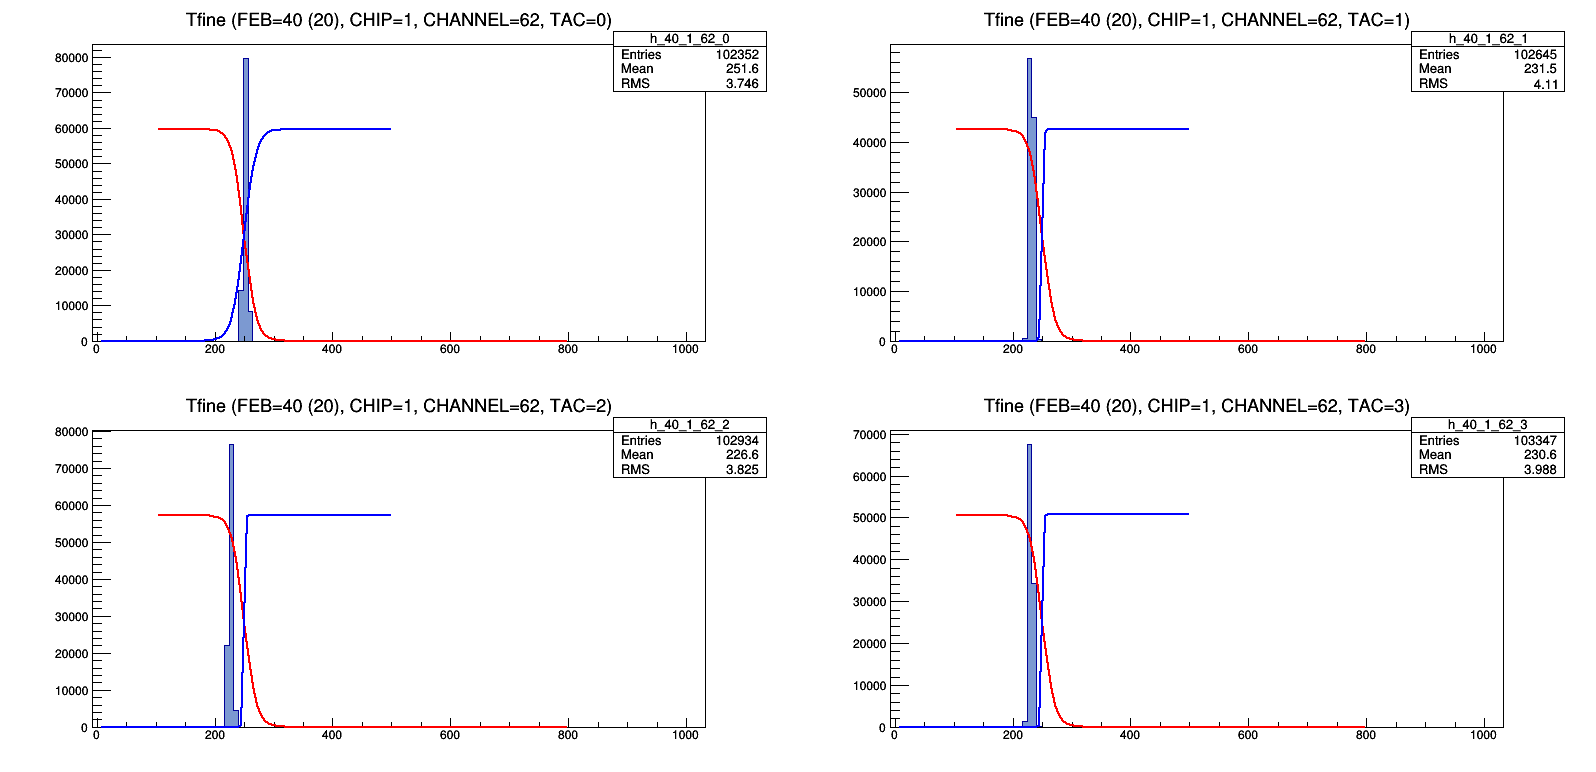 Tfine (FEB=40 (20), CHIP=1, CHANNEL=62, TAC=0)
h_40_1_62_0
Entries 102352
Mean 251.6
RMS 3.746
80000
70000
60000
50000
40000
30000
20000
10000
0
0 200 400 600 800 1000
Tfine (FEB=40 (20), CHIP=1, CHANNEL=62, TAC=1)
h_40_1_62_1
Entries 102645
Mean 231.5
RMS 4.11
50000
40000
30000
20000
10000
0
0 200 400 600 800 1000
Tfine (FEB=40 (20), CHIP=1, CHANNEL=62, TAC=2)
h_40_1_62_2
Entries 102934
Mean 226.6
RMS 3.825
80000
70000
60000
50000
40000
30000
20000
10000
0
0 200 400 600 800 1000
Tfine (FEB=40 (20), CHIP=1, CHANNEL=62, TAC=3)
h_40_1_62_3
Entries 103347
Mean 230.6
RMS 3.988
70000
60000
50000
40000
30000
20000
10000
0
0 200 400 600 800 1000